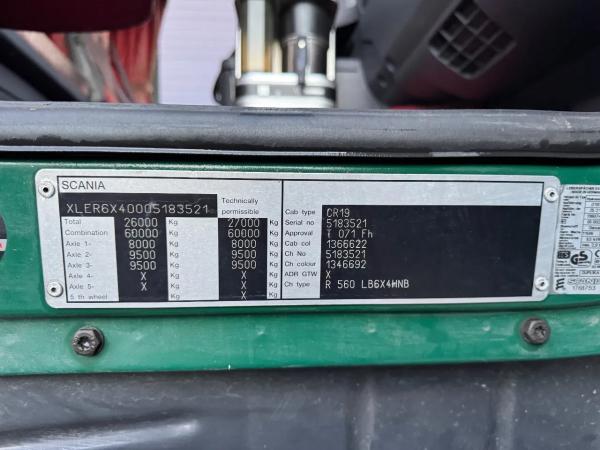 SCANIA
XLER6X40005183521 Technically permissible
Total 26000 Kg 27000 Kg
Combination 60000 Kg 60000 Kg
Axle 1- 8000 Kg 8000 Kg
Axle 2- 9500 Kg 9500 Kg
Axle 3- 9500 Kg 9500 Kg
Axle 4- X Kg X Kg
Axle 5- X Kg X Kg
5 th wheel X Kg X Kg
Cab type CR19
Serial no 5183521
Approval T 071 Fh
Cab col 1366622
Ch No 5183521
Ch colour 1346692
ADR GTW X
Ch type R 560 LB6X4MNB
GS
1768753